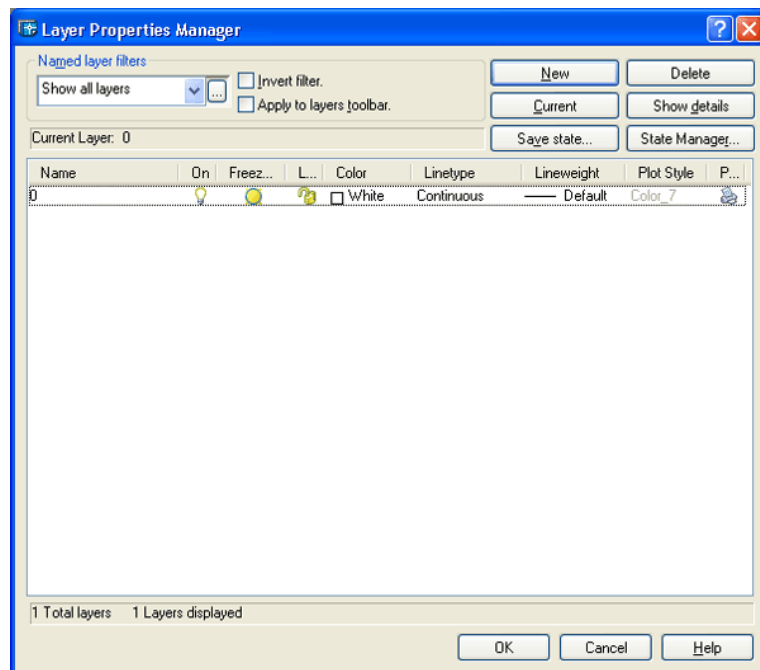 Layer Properties Manager
Named layer filters
Show all layers
...
Invert filter.
Apply to layers toolbar.
New
Delete
Current
Show details
Save state...
State Manager...
Current Layer: 0
Name On Freez... L... Color Linetype Lineweight Plot Style P...
0 White Continuous Default Color_7
1 Total layers 1 Layers displayed
OK
Cancel
Help